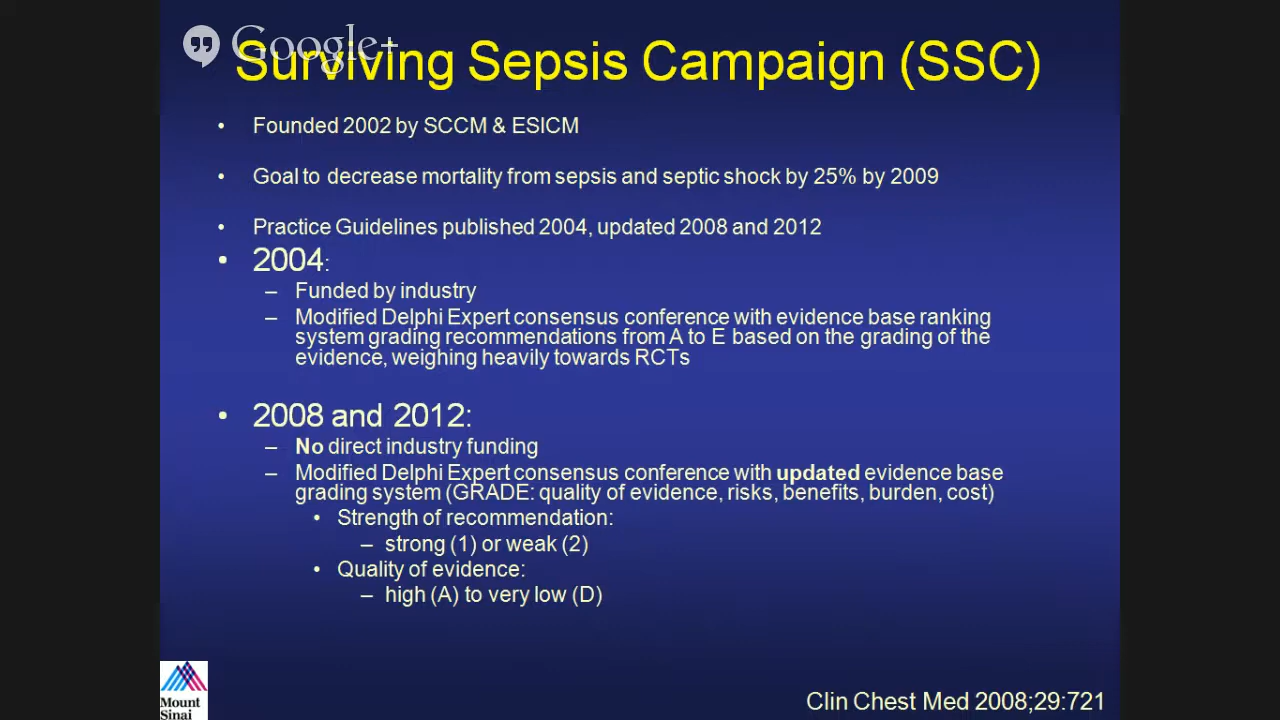 Google+
Surviving Sepsis Campaign (SSC)
• Founded 2002 by SCCM & ESICM
• Goal to decrease mortality from sepsis and septic shock by 25% by 2009
• Practice Guidelines published 2004, updated 2008 and 2012
• 2004:
– Funded by industry
– Modified Delphi Expert consensus conference with evidence base ranking
system grading recommendations from A to E based on the grading of the
evidence, weighing heavily towards RCTs
• 2008 and 2012:
– No direct industry funding
– Modified Delphi Expert consensus conference with updated evidence base
grading system (GRADE: quality of evidence, risks, benefits, burden, cost)
• Strength of recommendation:
– strong (1) or weak (2)
• Quality of evidence:
– high (A) to very low (D)
Mount
Sinai
Clin Chest Med 2008;29:721